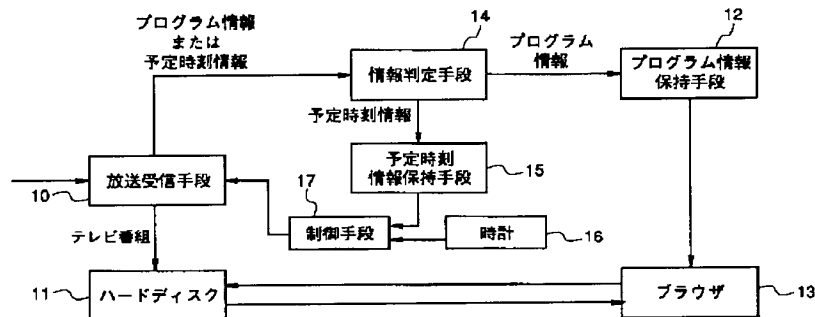 プログラム情報
または
予定時刻情報
14
情報判定手段
プログラム
情報
12
プログラム情報
保持手段
予定時刻情報
予定時刻
情報保持手段
15
放送受信手段
10
17
制御手段
時計
16
テレビ番組
11
ハードディスク
ブラウザ
13